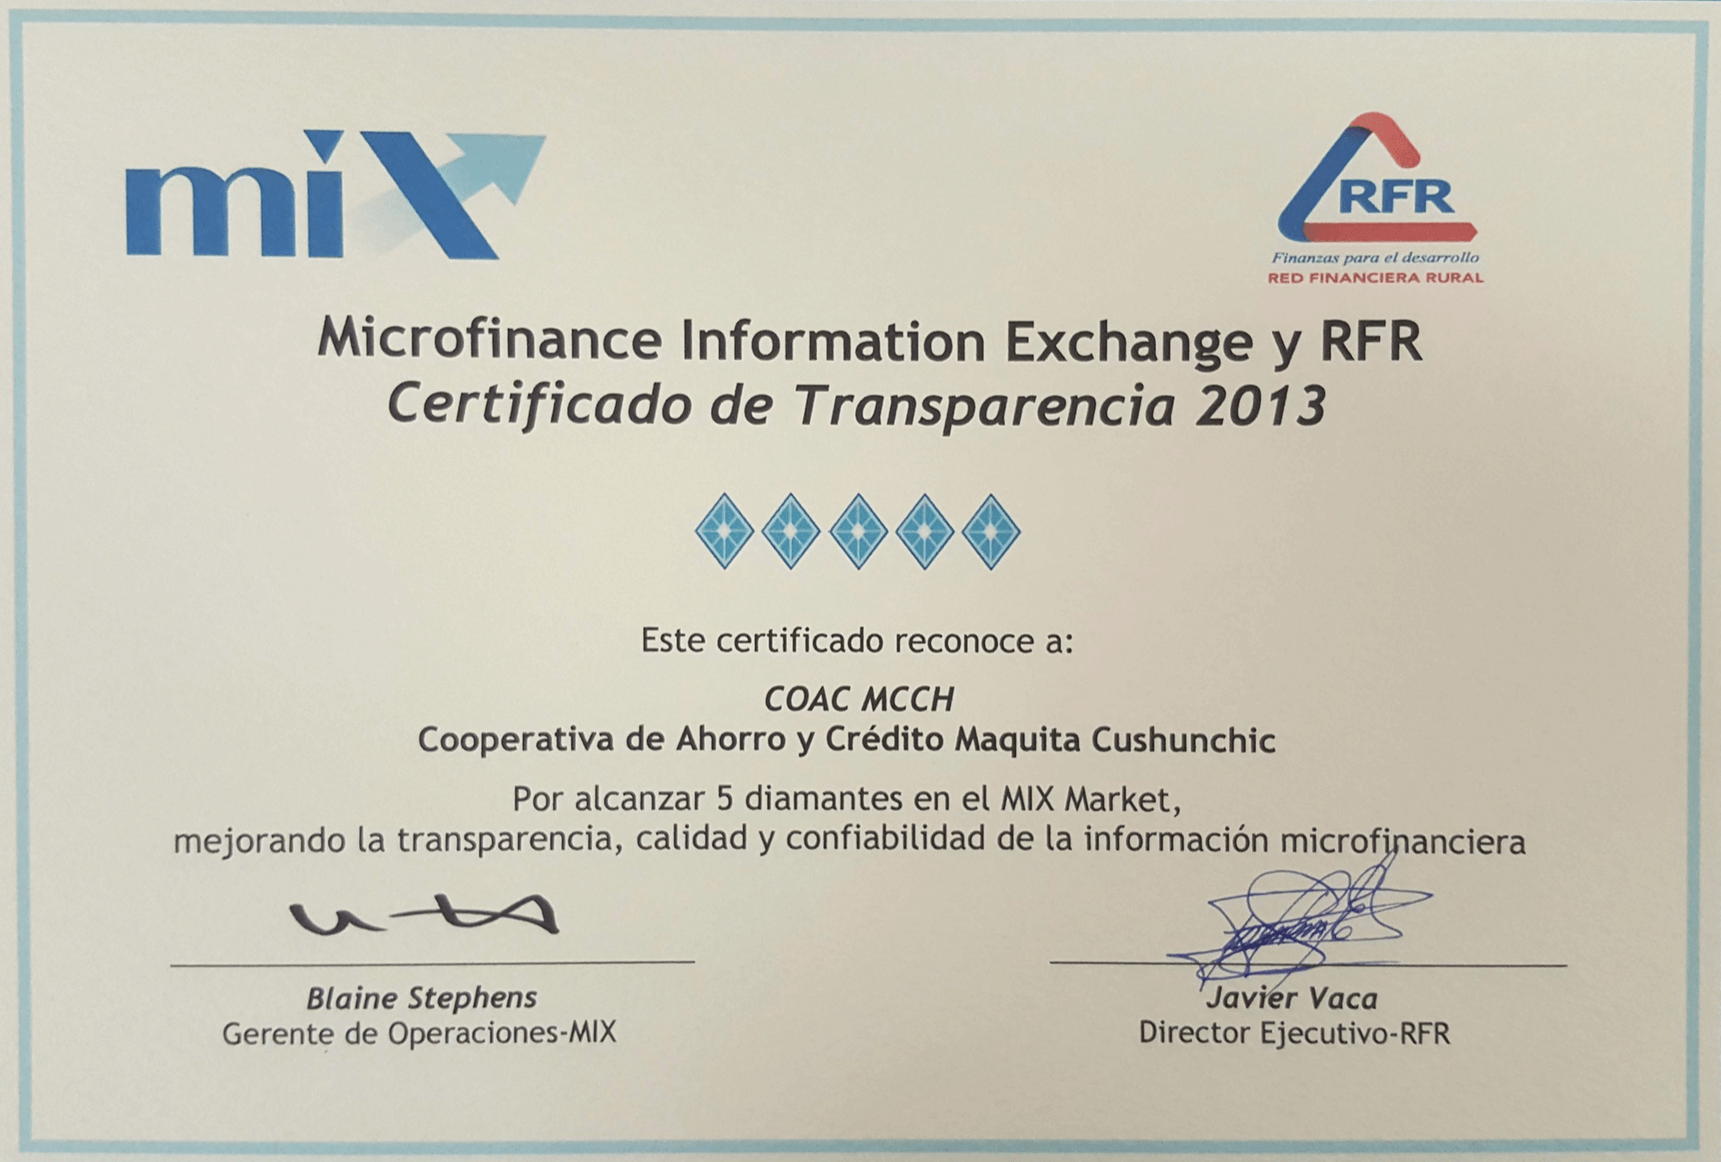 mix
RFR
Finanzas para el desarrollo
RED FINANCIERA RURAL
Microfinance Information Exchange y RFR
Certificado de Transparencia 2013
Este certificado reconoce a:
COAC MCCH
Cooperativa de Ahorro y Crédito Maquita Cushunchic
Por alcanzar 5 diamantes en el MIX Market,
mejorando la transparencia, calidad y confiabilidad de la información microfinanciera
Blaine Stephens
Gerente de Operaciones-MIX
Javier Vaca
Director Ejecutivo-RFR